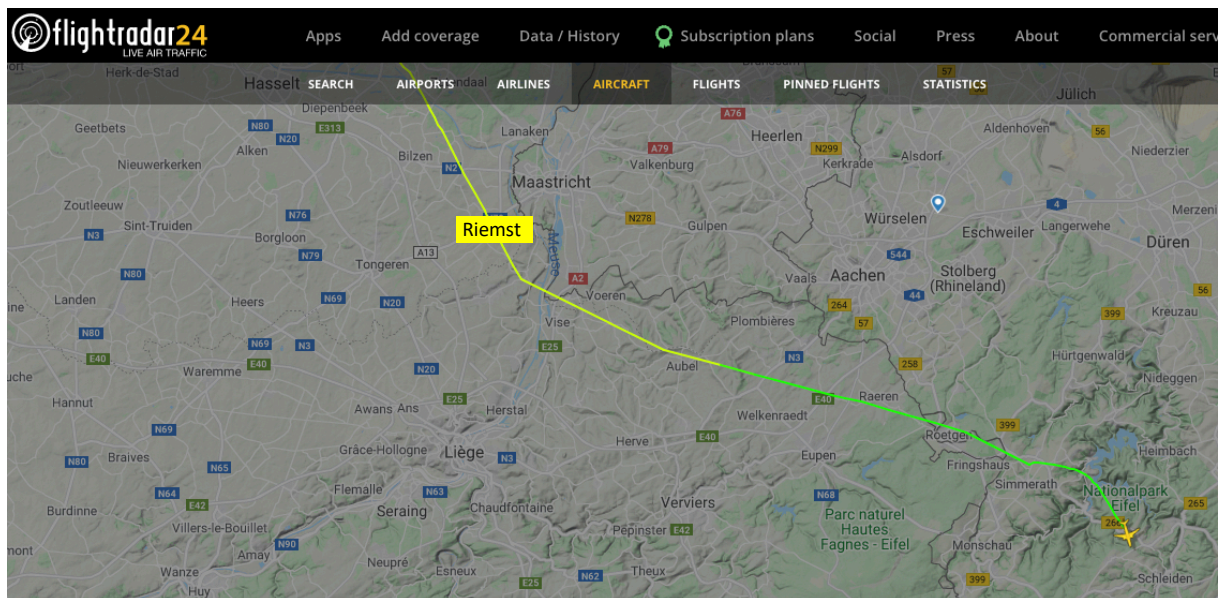 flightradar24
LIVE AIR TRAFFIC
Apps
Add coverage
Data / History
Subscription plans
Social
Press
About
Commercial serv
SEARCH
AIRPORTS
AIRLINES
AIRCRAFT
FLIGHTS
PINNED FLIGHTS
STATISTICS
Herk-de-Stad
Hasselt
57
Jülich
Diepenbeek
Geetbets
N80
E313
N20
Alken
Lanaken
A76
Heerlen
Aldenhoven
56
Nieuwerkerken
Bilzen
N2
A79
Valkenburg
N299
Kerkrade
Alsdorf
Niederzier
Maastricht
Zoutleeuw
Sint-Truiden
N3
N76
Borgloon
Riemst
N278
Gulpen
Würselen
4
Merzeni
Eschweiler
Langerwehe
Düren
N79
Tongeren
A13
Meuse
544
N80
A2
Vaals
Aachen
Stolberg
(Rhineland)
Landen
Heers
N69
N20
Voeren
44
56
264
57
399
Kreuzau
Vise
Plombières
N80
N69
N3
E25
E40
Waremme
E40
N20
Aubel
N3
258
Hürtgenwald
Nideggen
Hannut
Awans
Ans
E25
Herstal
E40
Raeren
Welkenraedt
N69
399
Roetgen
Braives
N80
N65
Grâce-Hollogne
Liège
N3
Herve
E40
Eupen
Fringshaus
Heimbach
Simmerath
N64
Flemalle
N63
Seraing
Chaudfontaine
Verviers
N68
Nationalpark
Eifel
265
Burdinne
E42
Parc naturel
Hautes
Fagnes - Eifel
Villers-le-Bouillet
N90
Pepinster
E42
Monschau
Amay
Neupré
Esneux
Theux
Wanze
E25
N62
399
Schleiden
Huy